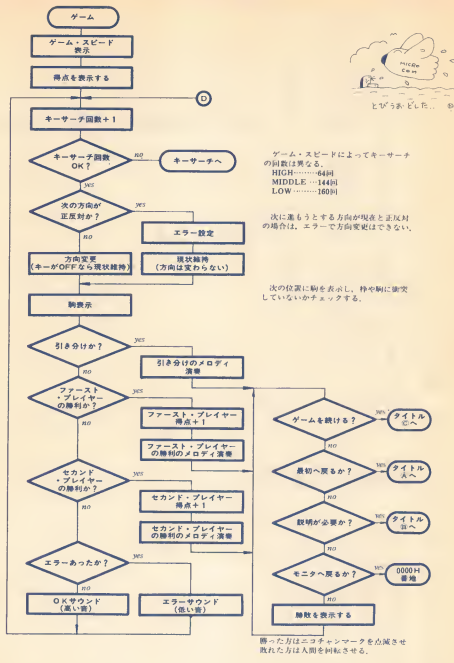 ゲーム
ゲーム・スピード
表示
得点を表示する
D
キーサーチ回数+1
キーサーチ回数
OK?
no
キーサーチへ
yes
次の方向が
正反対か?
yes
no
エラー設定
方向変更
(キーがOFFなら現状維持)
現状維持
(方向は変わらない)
駒表示
引き分けか?
yes
no
引き分けのメロディ
演奏
ファースト
・プレイヤー
の勝利か?
yes
no
ファースト・プレイヤー
得点+1
ファースト・プレイヤー
の勝利のメロディ演奏
セカンド
・プレイヤー
の勝利か?
yes
no
セカンド・プレイヤー
得点+1
セカンド・プレイヤー
の勝利のメロディ演奏
エラーあったか?
yes
no
OKサウンド
(高い音)
エラーサウンド
(低い音)
MICRO
COM
とびうお・どした..
ゲーム・スピードによってキーサーチ
の回数は異なる.
HIGH………64回
MIDDLE …144回
LOW………160回
次に進もうとする方向が現在と正反対
の場合は, エラーで方向変更はできない.
次の位置に駒を表示し, 枠や駒に衝突
していないかチェックする.
ゲームを続ける?
yes
タイトル
Ⓒへ
no
最初へ戻るか?
yes
タイトル
Ⓐへ
no
説明が必要か?
yes
タイトル
Ⓑへ
no
モニタへ戻るか?
yes
0000H
番地
no
勝敗を表示する
勝った方はニコチャンマークを点滅させ
敗れた方は人間を回転させる.